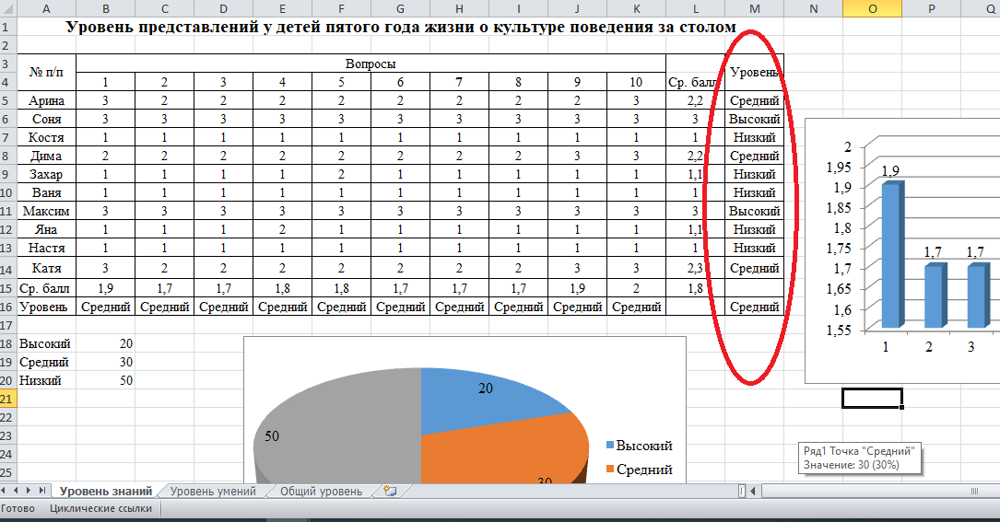 A B C D E F G H I J K L M N O P Q
1 Уровень представлений у детей пятого года жизни о культуре поведения за столом
2
3 № п/п Вопросы Ср. балл Уровень
4 1 2 3 4 5 6 7 8 9 10
5 Арина 3 2 2 2 2 2 2 2 2 3 2,2 Средний
6 Соня 3 3 3 3 3 3 3 3 3 3 3 Высокий
7 Костя 1 1 1 1 1 1 1 1 1 1 1 Низкий
8 Дима 2 2 2 2 2 2 2 2 3 3 2,2 Средний
9 Захар 1 1 1 1 2 1 1 1 1 1 1,1 Низкий
10 Ваня 1 1 1 1 1 1 1 1 1 1 1 Низкий
11 Максим 3 3 3 3 3 3 3 3 3 3 3 Высокий
12 Яна 1 1 1 2 1 1 1 1 1 1 1,1 Низкий
13 Настя 1 1 1 1 1 1 1 1 1 1 1 Низкий
14 Катя 3 2 2 2 2 2 2 2 3 3 2,3 Средний
15 Ср. балл 1,9 1,7 1,7 1,8 1,8 1,7 1,7 1,7 1,9 2 1,8
16 Уровень Средний Средний Средний Средний Средний Средний Средний Средний Средний Средний Средний
17
18 Высокий 20
19 Средний 30
20 Низкий 50
21
22
23
24
25
2
1,95
1,9
1,85
1,8
1,75
1,7
1,65
1,6
1,55
1,9 1,7 1,7
1 2 3
20
50
30
Высокий
Средний
Ряд1 Точка "Средний"
Значение: 30 (30%)
Уровень знаний Уровень умений Общий уровень
Готово Циклические ссылки